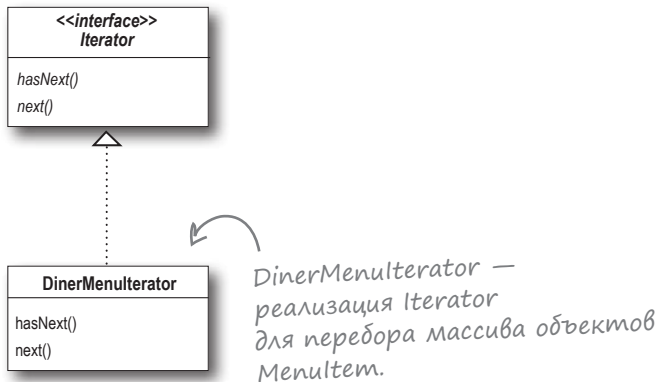 <<interface>>
Iterator
hasNext()
next()
DinerMenuIterator
hasNext()
next()
DinerMenuIterator —
реализация Iterator
для перебора массива объектов
MenuItem.